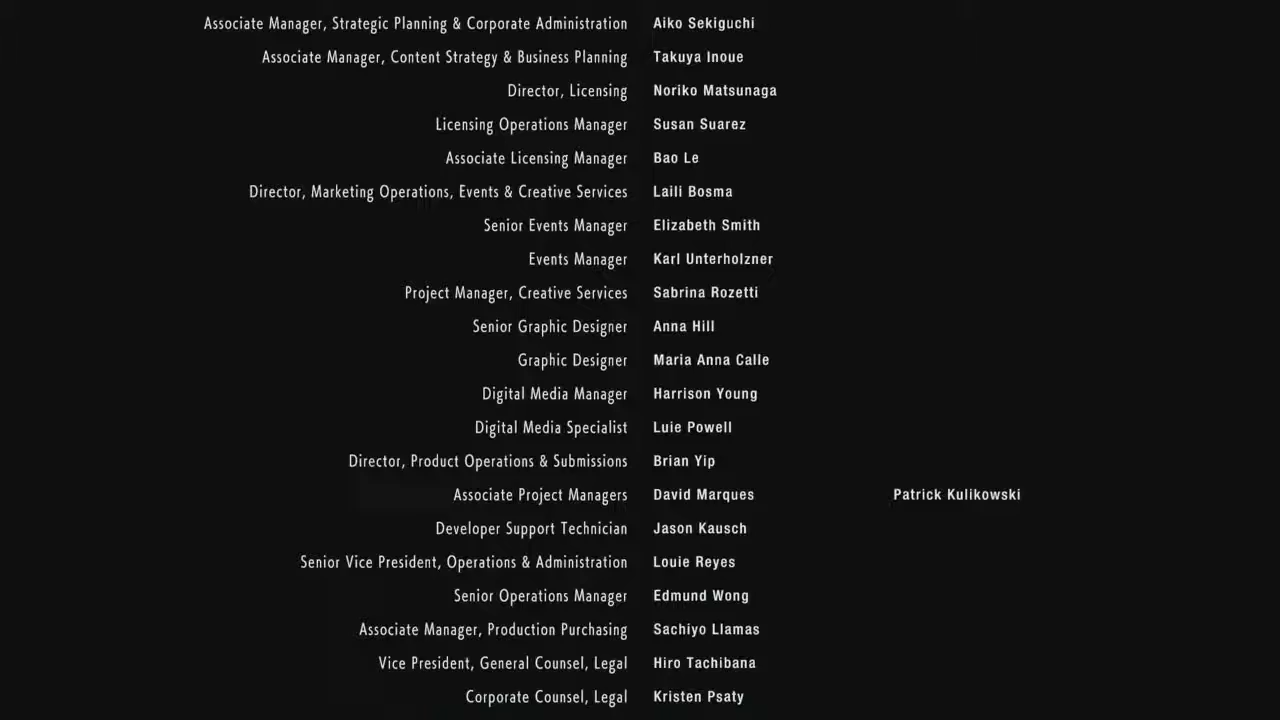 Associate Manager, Strategic Planning & Corporate Administration Aiko Sekiguchi
Associate Manager, Content Strategy & Business Planning Takuya Inoue
Director, Licensing Noriko Matsunaga
Licensing Operations Manager Susan Suarez
Associate Licensing Manager Bao Le
Director, Marketing Operations, Events & Creative Services Laili Bosma
Senior Events Manager Elizabeth Smith
Events Manager Karl Unterholzner
Project Manager, Creative Services Sabrina Rozetti
Senior Graphic Designer Anna Hill
Graphic Designer Maria Anna Calle
Digital Media Manager Harrison Young
Digital Media Specialist Luie Powell
Director, Product Operations & Submissions Brian Yip
Associate Project Managers David Marques Patrick Kulikowski
Developer Support Technician Jason Kausch
Senior Vice President, Operations & Administration Louie Reyes
Senior Operations Manager Edmund Wong
Associate Manager, Production Purchasing Sachiyo Llamas
Vice President, General Counsel, Legal Hiro Tachibana
Corporate Counsel, Legal Kristen Psaty